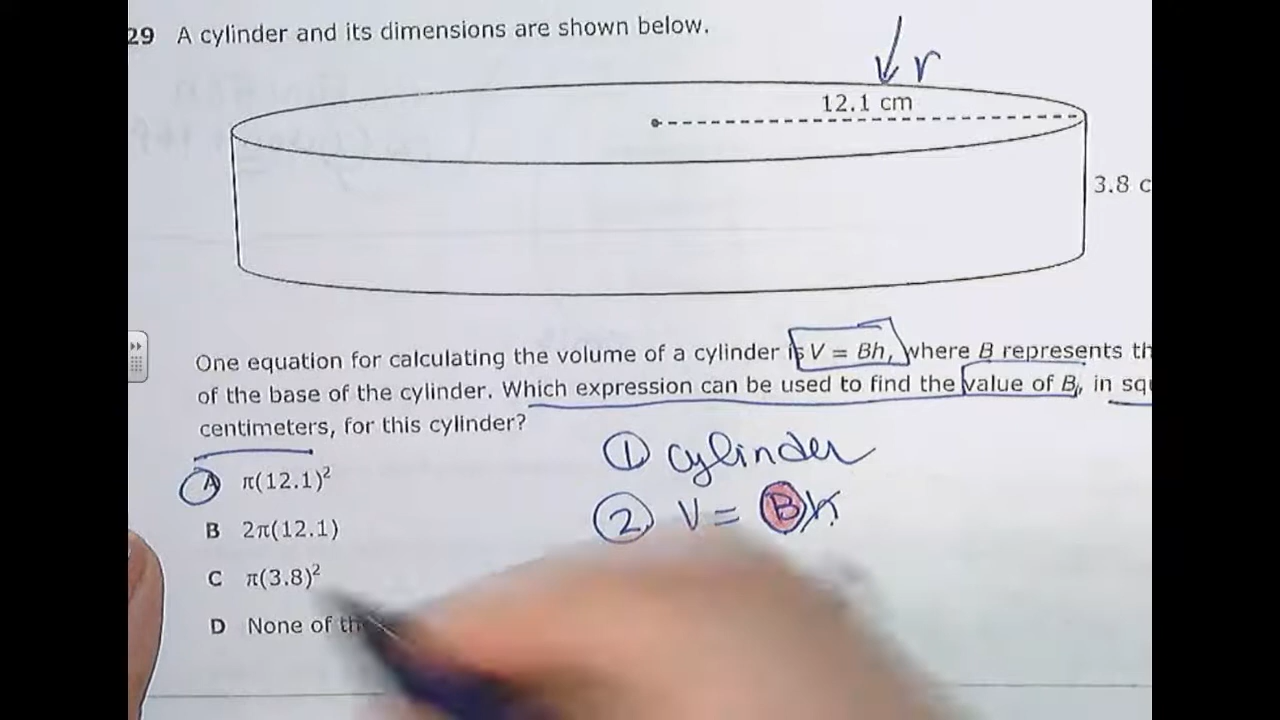 29 A cylinder and its dimensions are shown below.
r
12.1 cm
3.8 c
One equation for calculating the volume of a cylinder is V = Bh, where B represents th
of the base of the cylinder. Which expression can be used to find the value of B, in squ
centimeters, for this cylinder?
① cylinder
A π(12.1)²
② V = Bh
B 2π(12.1)
C π(3.8)²
D None of th